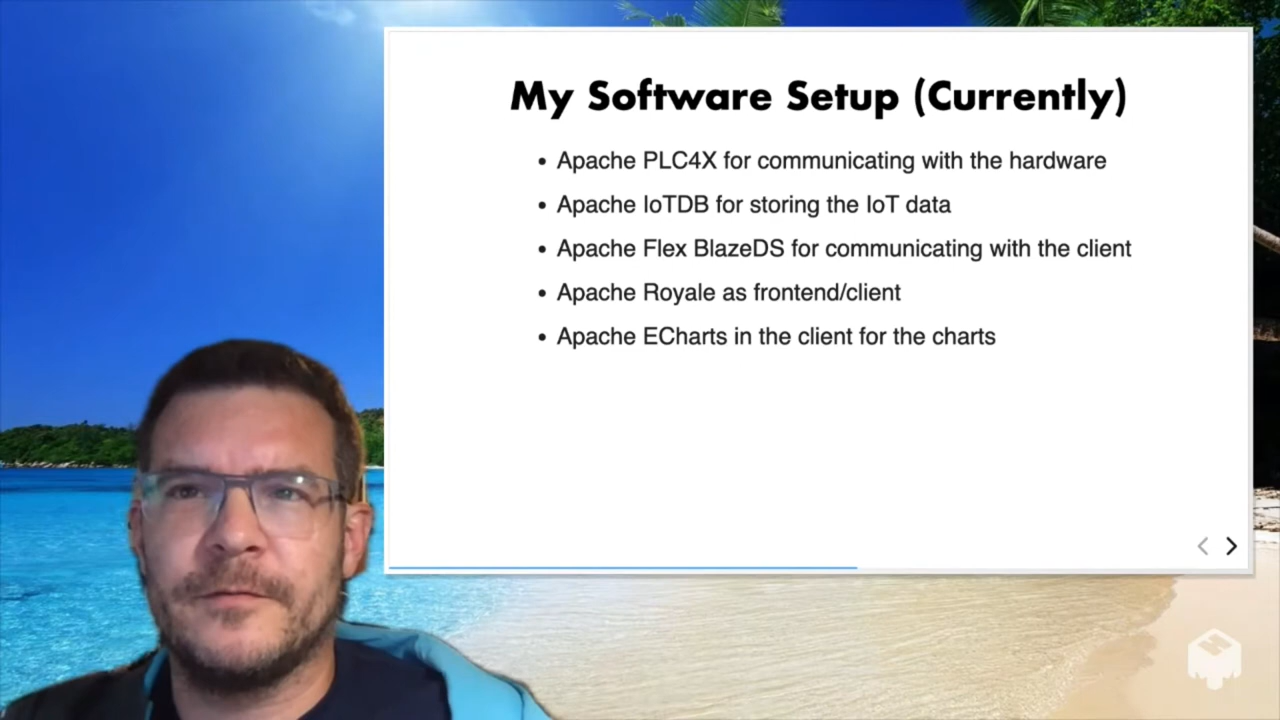 My Software Setup (Currently)
• Apache PLC4X for communicating with the hardware
• Apache IoTDB for storing the IoT data
• Apache Flex BlazeDS for communicating with the client
• Apache Royale as frontend/client
• Apache ECharts in the client for the charts